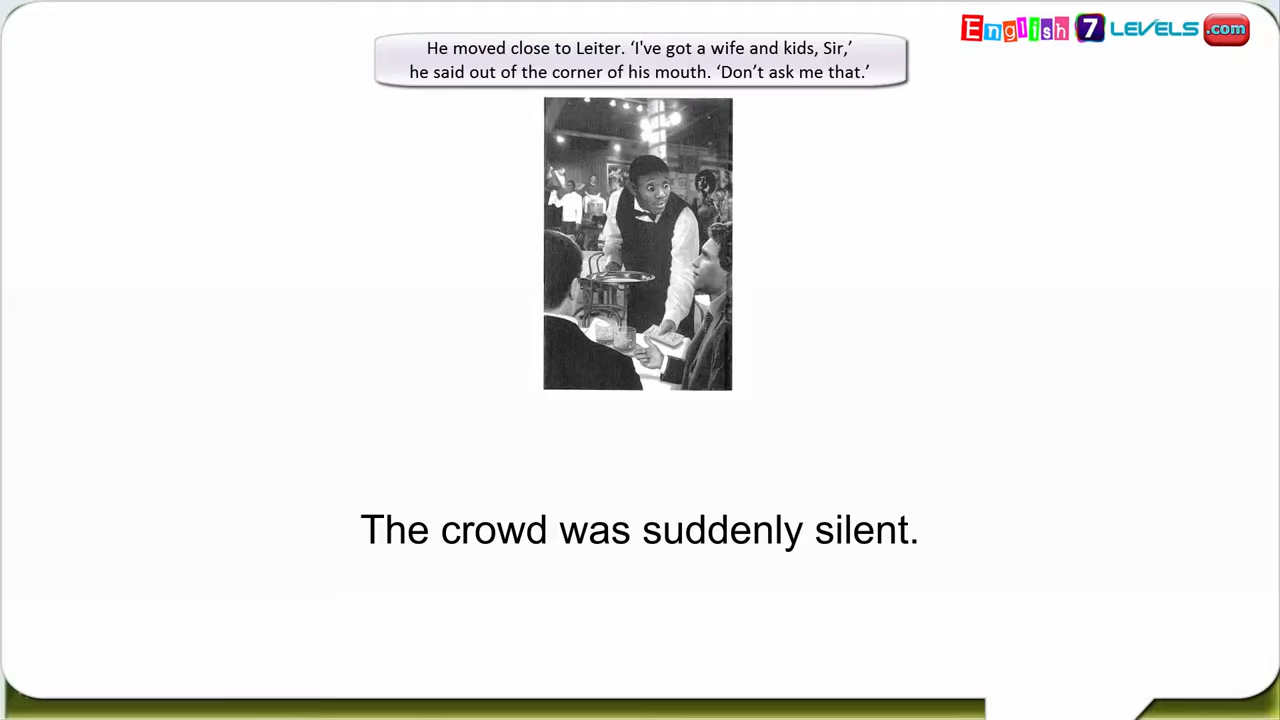 English 7 LEVELS .com
He moved close to Leiter. ‘I've got a wife and kids, Sir,’
he said out of the corner of his mouth. ‘Don’t ask me that.’
The crowd was suddenly silent.